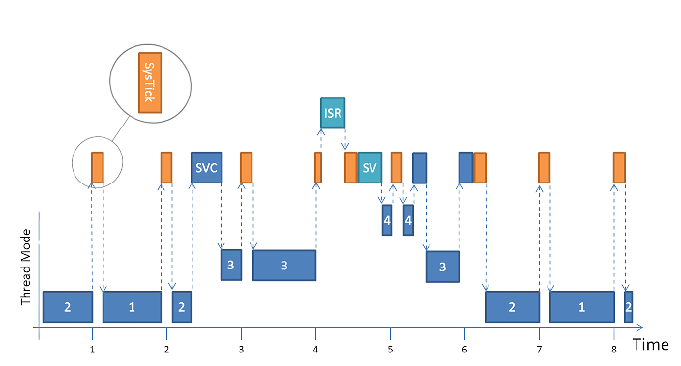 SysTick
ISR
SVC
SV
4 4
3 3 3
Thread Mode
2 1 2 2 1 2
1 2 3 4 5 6 7 8 Time